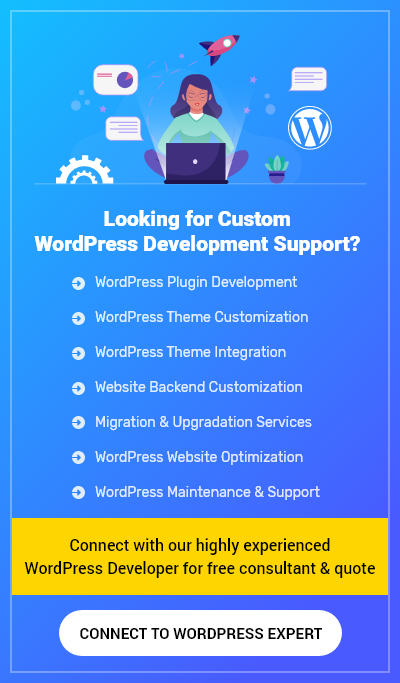 Looking for Custom
WordPress Development Support?
WordPress Plugin Development
WordPress Theme Customization
WordPress Theme Integration
Website Backend Customization
Migration & Upgradation Services
WordPress Website Optimization
WordPress Maintenance & Support
Connect with our highly experienced
WordPress Developer for free consultant & quote
CONNECT TO WORDPRESS EXPERT